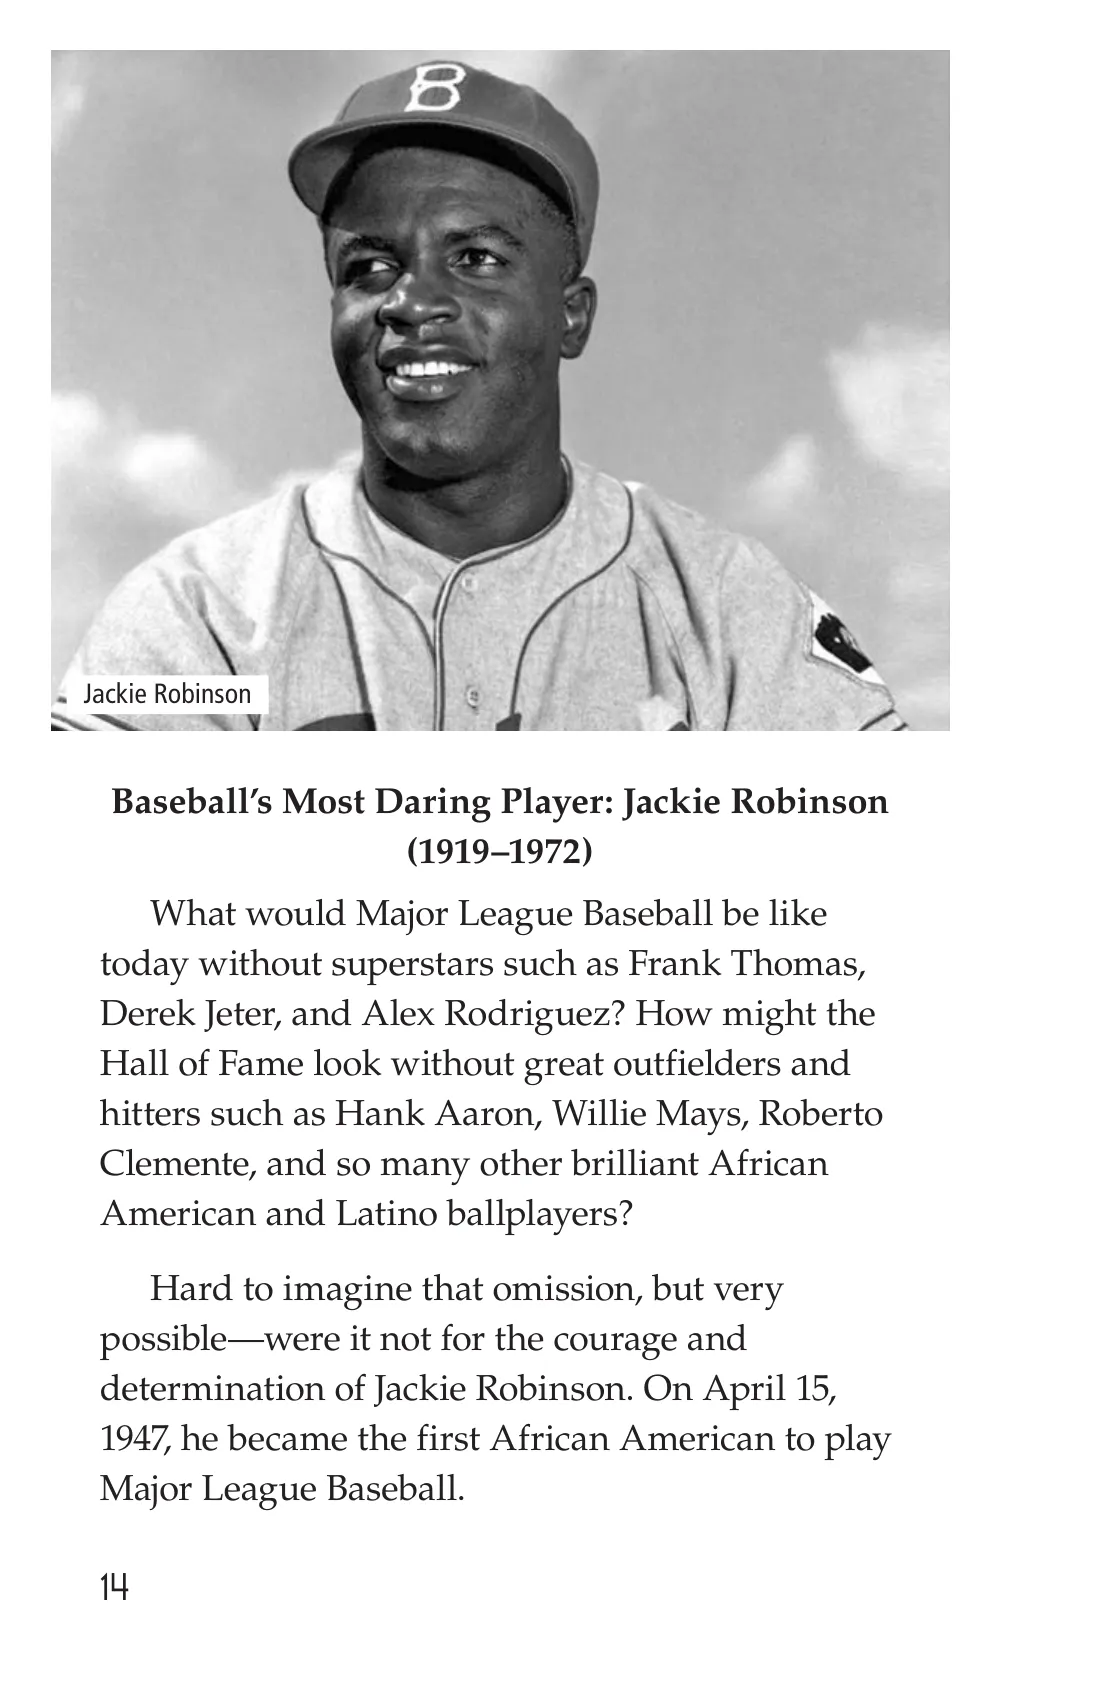 B
Jackie Robinson
Baseball’s Most Daring Player: Jackie Robinson
(1919–1972)
What would Major League Baseball be like
today without superstars such as Frank Thomas,
Derek Jeter, and Alex Rodriguez? How might the
Hall of Fame look without great outfielders and
hitters such as Hank Aaron, Willie Mays, Roberto
Clemente, and so many other brilliant African
American and Latino ballplayers?
Hard to imagine that omission, but very
possible—were it not for the courage and
determination of Jackie Robinson. On April 15,
1947, he became the first African American to play
Major League Baseball.
14